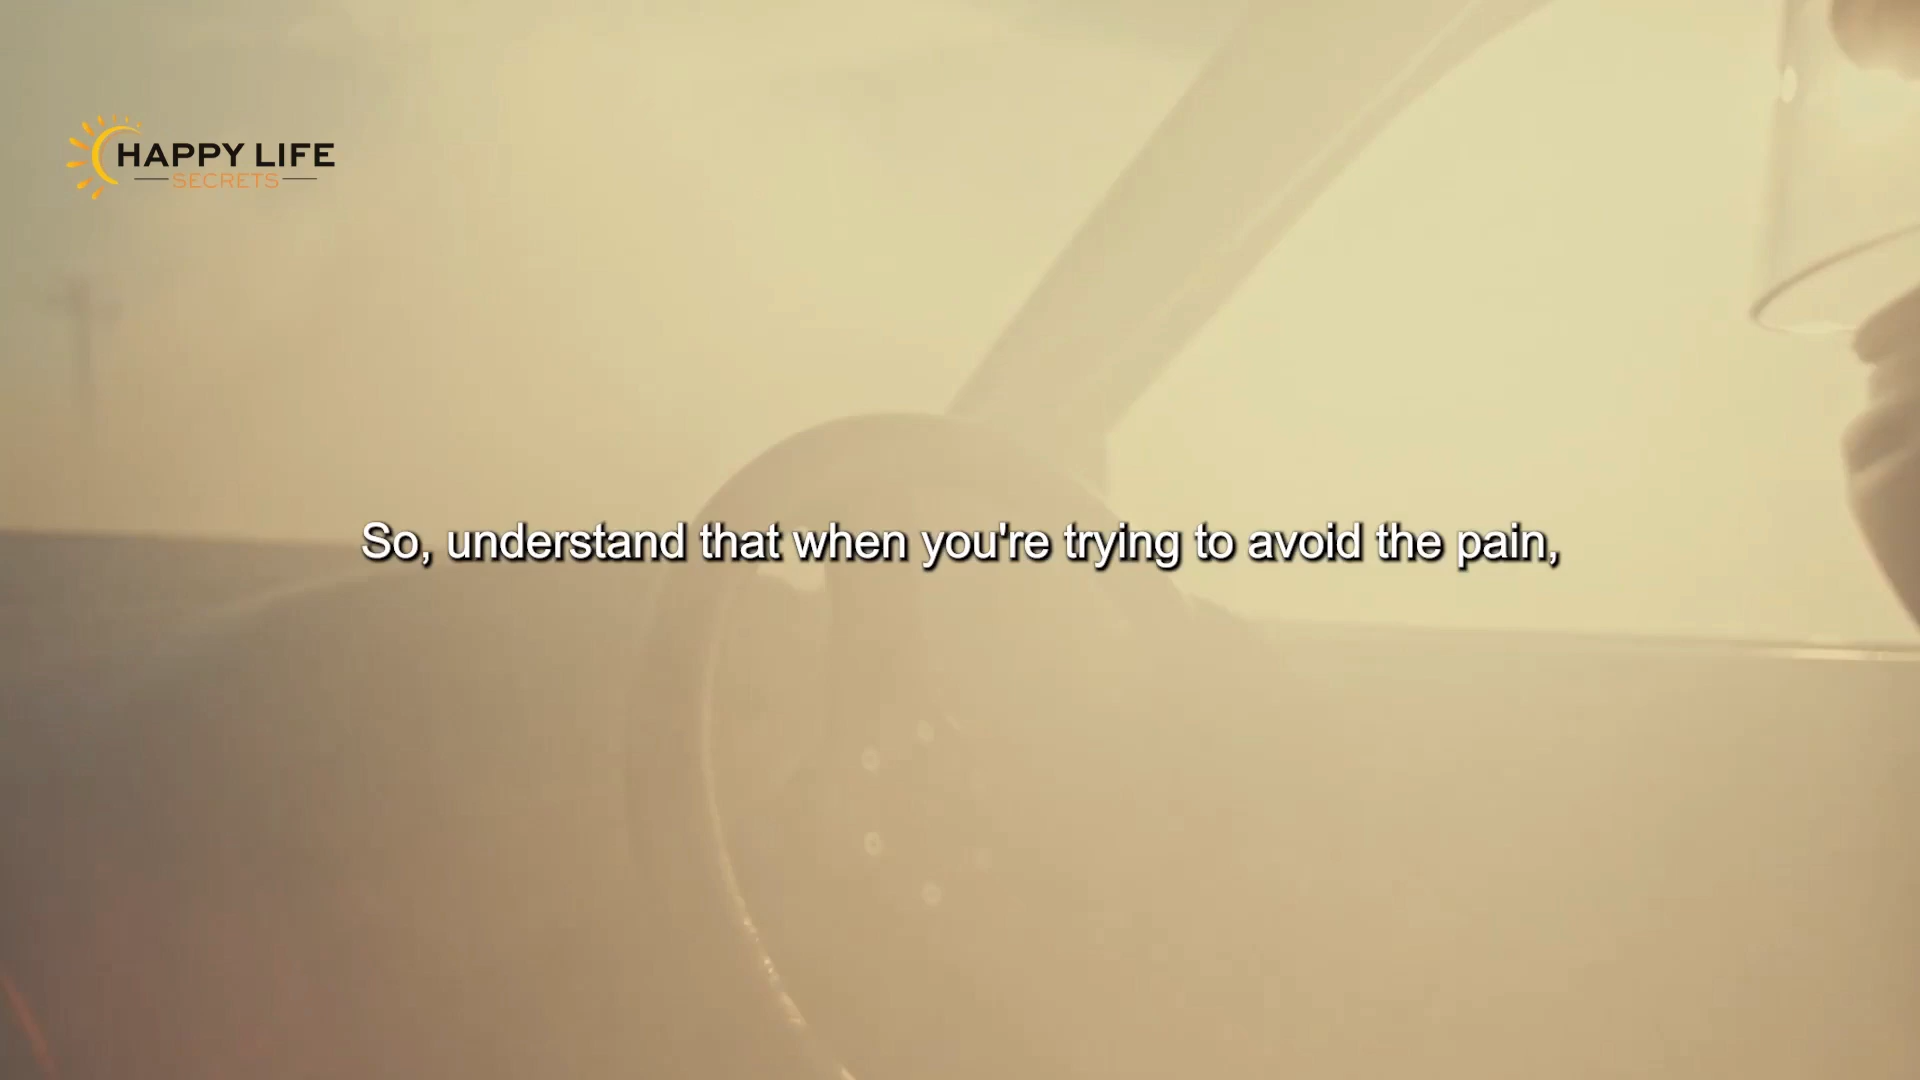 HAPPY LIFE
SECRETS
So, understand that when you're trying to avoid the pain,